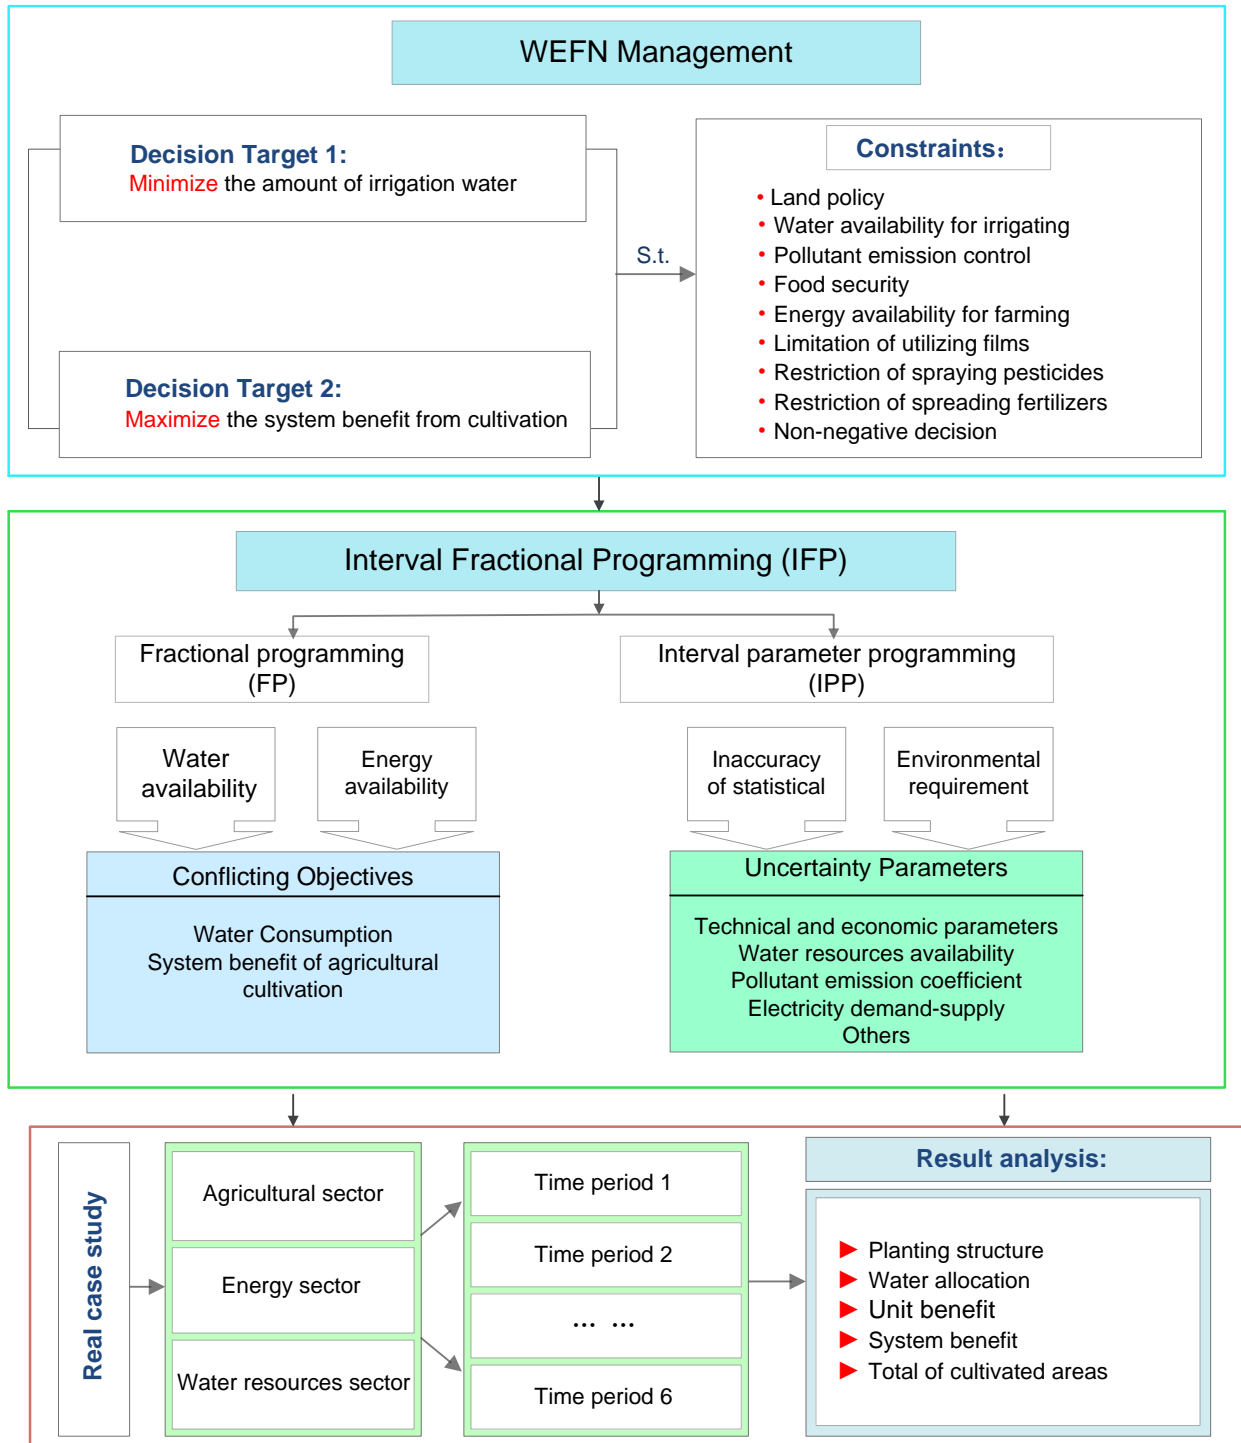 WEFN Management
Decision Target 1:
Minimize the amount of irrigation water
Decision Target 2:
Maximize the system benefit from cultivation
S.t.
Constraints：
• Land policy
• Water availability for irrigating
• Pollutant emission control
• Food security
• Energy availability for farming
• Limitation of utilizing films
• Restriction of spraying pesticides
• Restriction of spreading fertilizers
• Non-negative decision
Interval Fractional Programming (IFP)
Fractional programming
(FP)
Interval parameter programming
(IPP)
Water
availability
Energy
availability
Inaccuracy
of statistical
Environmental
requirement
Conflicting Objectives
Water Consumption
System benefit of agricultural
cultivation
Uncertainty Parameters
Technical and economic parameters
Water resources availability
Pollutant emission coefficient
Electricity demand-supply
Others
Real case study
Agricultural sector
Energy sector
Water resources sector
Time period 1
Time period 2
... ...
Time period 6
Result analysis:
Planting structure
Water allocation
Unit benefit
System benefit
Total of cultivated areas